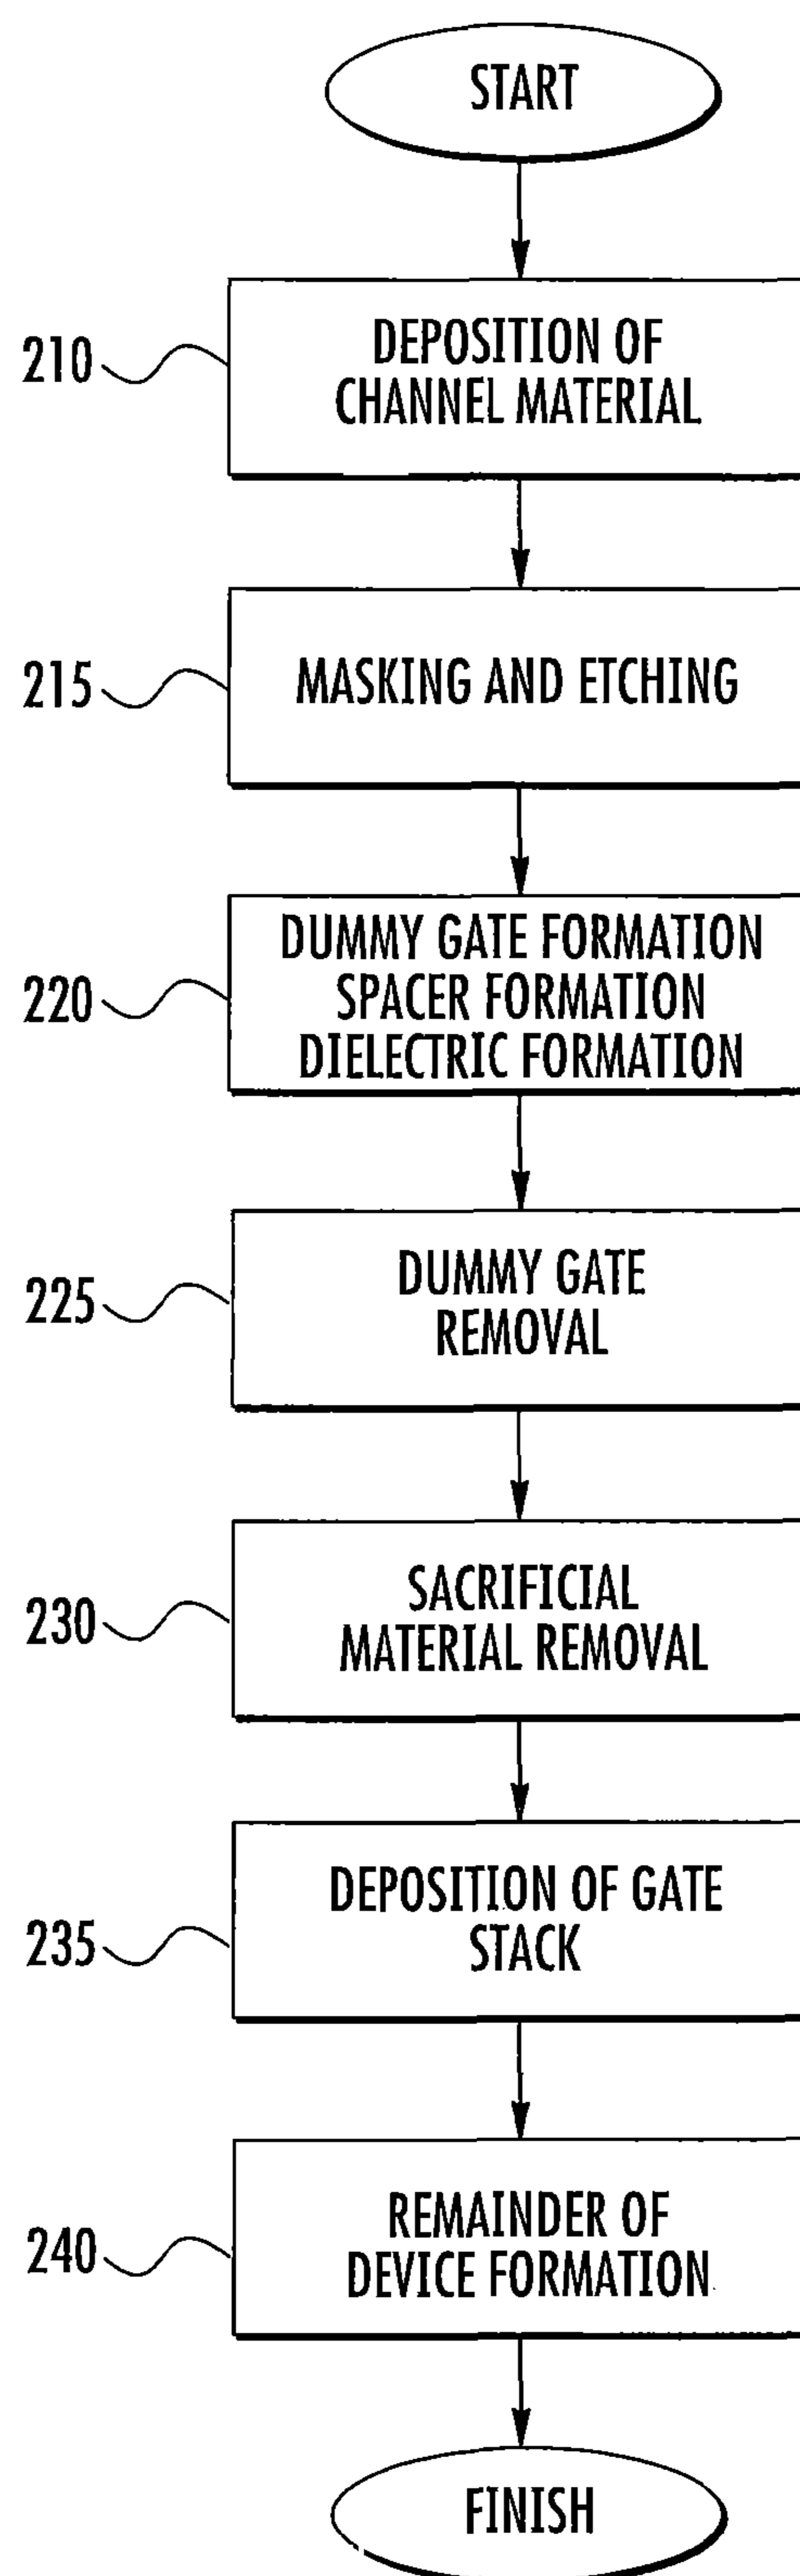 START
210
DEPOSITION OF
CHANNEL MATERIAL
215
MASKING AND ETCHING
220
DUMMY GATE FORMATION
SPACER FORMATION
DIELECTRIC FORMATION
225
DUMMY GATE
REMOVAL
230
SACRIFICIAL
MATERIAL REMOVAL
235
DEPOSITION OF GATE
STACK
240
REMAINDER OF
DEVICE FORMATION
FINISH